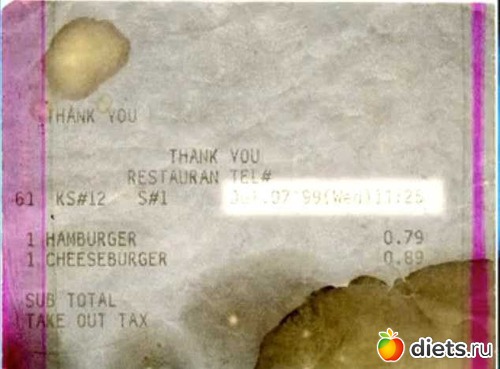 THANK YOU
THANK YOU
RESTAURAN TEL#
61 KS#12 S#1 Jul.07'99(Wed)11:25
1 HAMBURGER 0.79
1 CHEESEBURGER 0.89
SUB TOTAL
TAKE OUT TAX
diets.ru